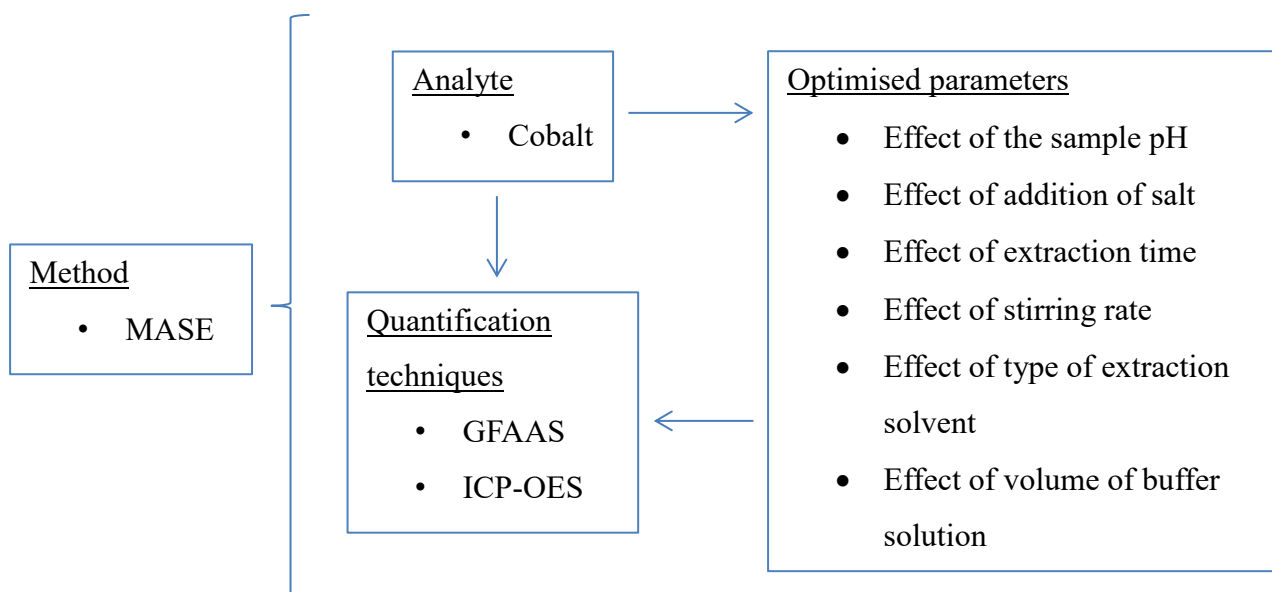 Method
• MASE
Analyte
• Cobalt
Quantification
techniques
• GFAAS
• ICP-OES
Optimised parameters
• Effect of the sample pH
• Effect of addition of salt
• Effect of extraction time
• Effect of stirring rate
• Effect of type of extraction
solvent
• Effect of volume of buffer
solution